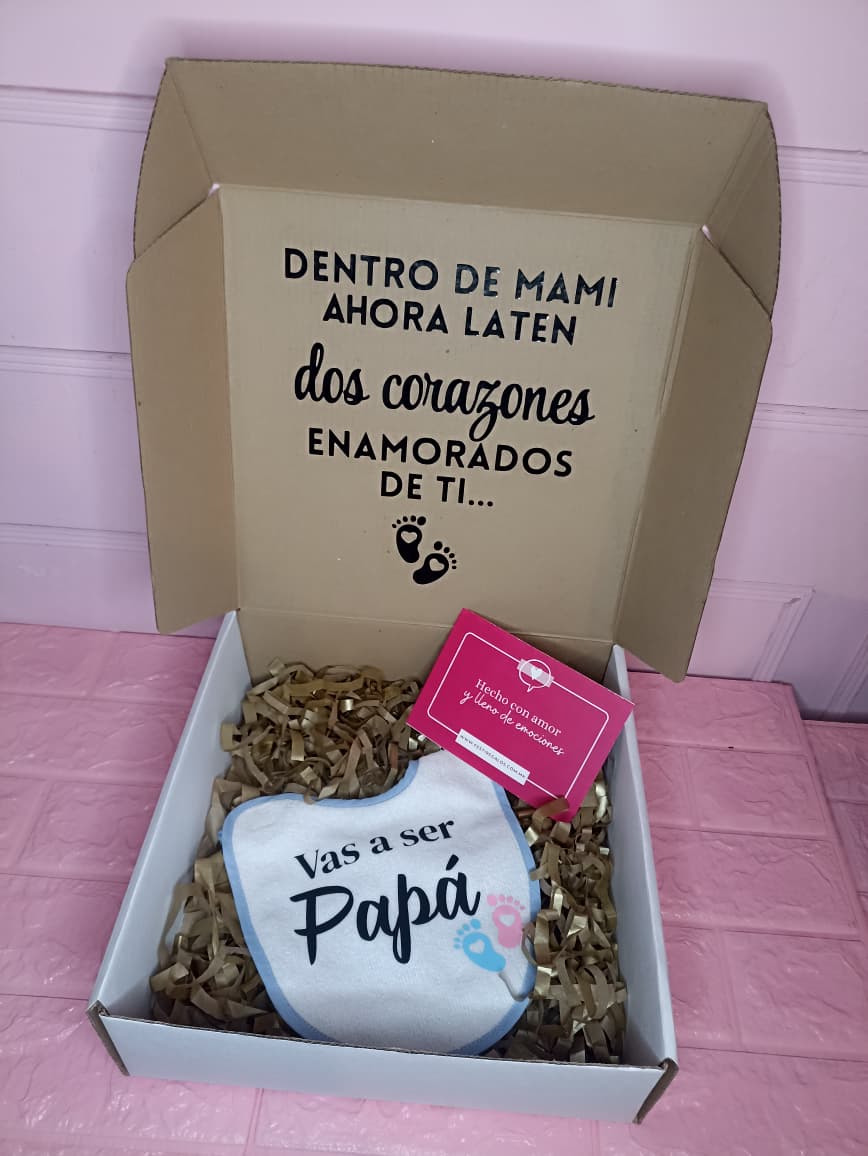 DENTRO DE MAMI
AHORA LATEN
dos corazones
ENAMORADOS
DE TI...
Hecho con amor
y lleno de emociones
Vas a ser
Papá